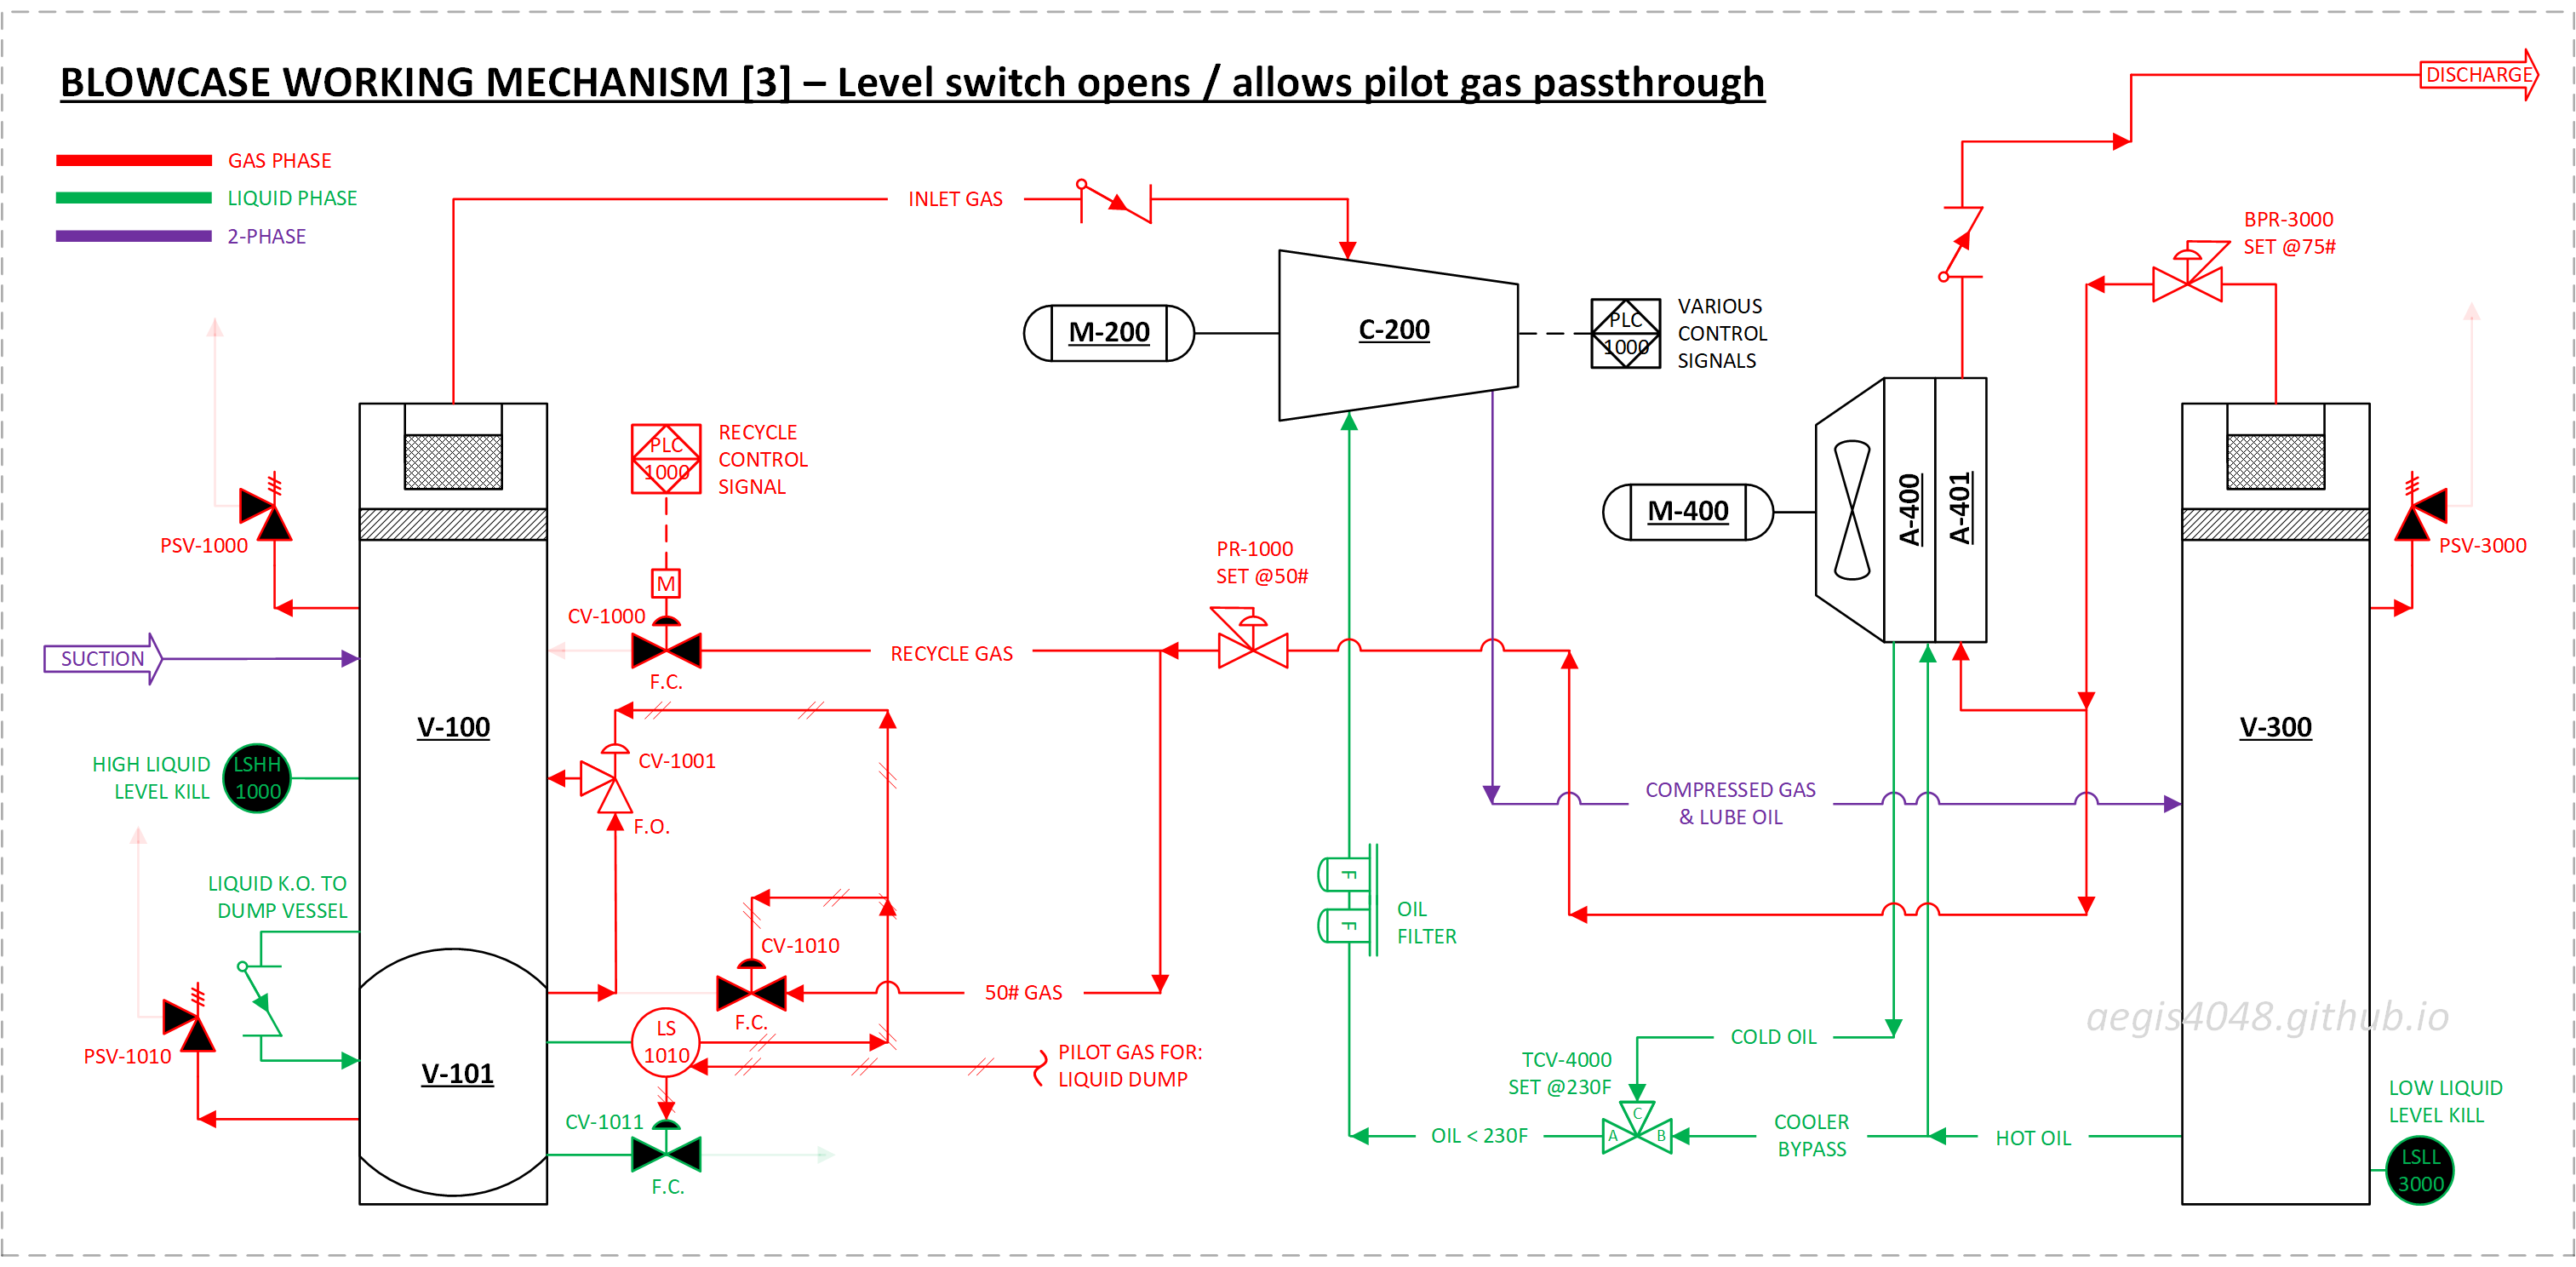 BLOWCASE WORKING MECHANISM [3] – Level switch opens / allows pilot gas passthrough
DISCHARGE
GAS PHASE
LIQUID PHASE
2-PHASE
INLET GAS
BPR-3000
SET @75#
M-200
C-200
PLC
1000
VARIOUS
CONTROL
SIGNALS
PLC
1000
RECYCLE
CONTROL
SIGNAL
M-400
A-400
A-401
PSV-1000
PSV-3000
PR-1000
SET @50#
M
CV-1000
SUCTION
RECYCLE GAS
F.C.
V-100
V-300
CV-1001
HIGH LIQUID
LEVEL KILL
LSHH
1000
COMPRESSED GAS
& LUBE OIL
F.O.
LIQUID K.O. TO
DUMP VESSEL
F
F
OIL
FILTER
CV-1010
50# GAS
F.C.
aegis4048.github.io
LS
1010
COLD OIL
PILOT GAS FOR:
LIQUID DUMP
PSV-1010
V-101
TCV-4000
SET @230F
LOW LIQUID
LEVEL KILL
CV-1011
C
A
B
OIL < 230F
COOLER
BYPASS
HOT OIL
LSLL
3000
F.C.